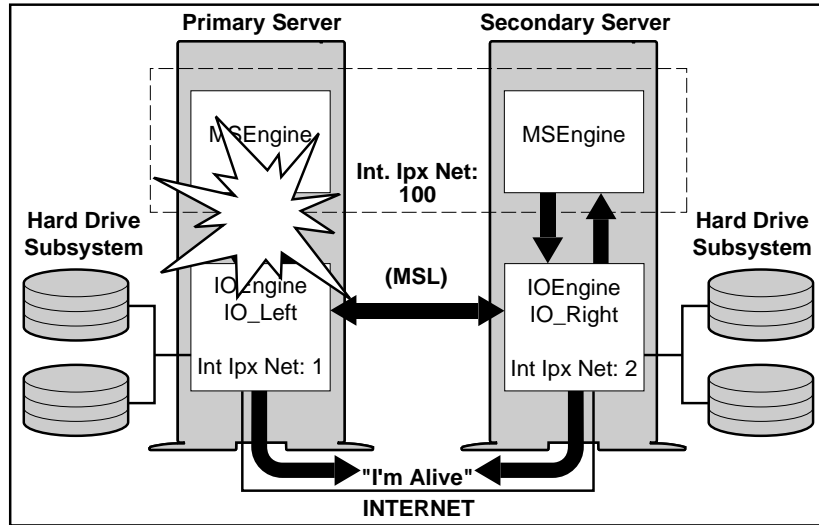 Primary Server
Secondary Server
MSEngine
MSEngine
Int. Ipx Net:
100
Hard Drive
Subsystem
Hard Drive
Subsystem
(MSL)
IOEngine
IO_Left
Int Ipx Net: 1
IOEngine
IO_Right
Int Ipx Net: 2
"I'm Alive"
INTERNET